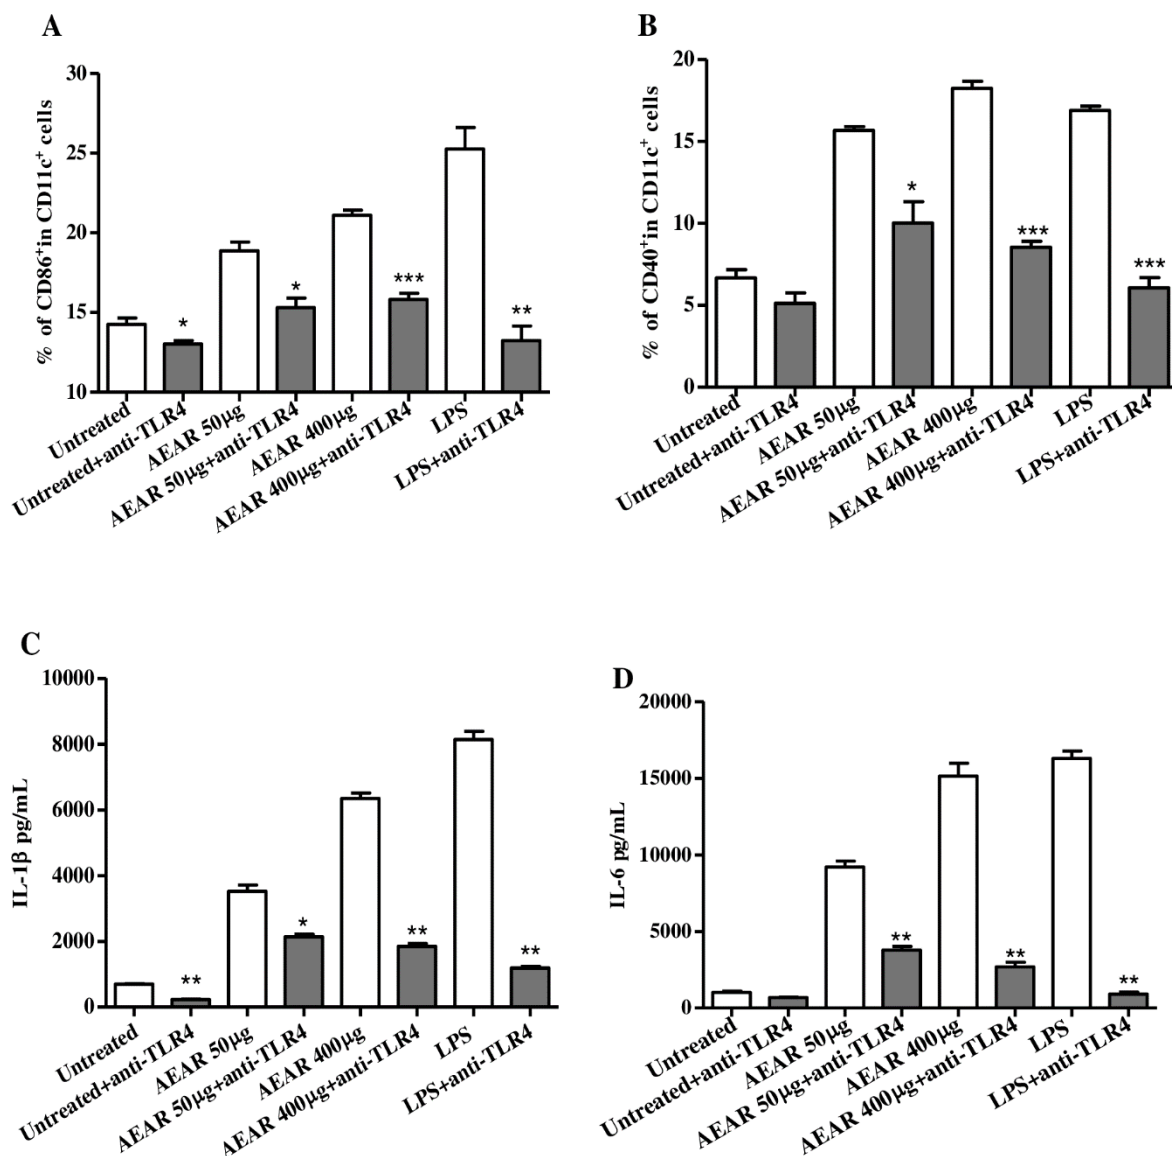 A
% of CD86+in CD11c+ cells
30
25
20
15
10
*
*
***
**
Untreated
Untreated+anti-TLR4
AEAR 50µg
AEAR 50µg+anti-TLR4
AEAR 400µg
AEAR 400µg+anti-TLR4
LPS
LPS+anti-TLR4
B
% of CD40+in CD11c+ cells
20
15
10
5
0
*
***
***
Untreated
Untreated+anti-TLR4
AEAR 50µg
AEAR 50µg+anti-TLR4
AEAR 400µg
AEAR 400µg+anti-TLR4
LPS
LPS+anti-TLR4
C
IL-1β pg/mL
10000
8000
6000
4000
2000
0
**
*
**
**
Untreated
Untreated+anti-TLR4
AEAR 50µg
AEAR 50µg+anti-TLR4
AEAR 400µg
AEAR 400µg+anti-TLR4
LPS
LPS+anti-TLR4
D
IL-6 pg/mL
20000
15000
10000
5000
0
**
**
**
Untreated
Untreated+anti-TLR4
AEAR 50µg
AEAR 50µg+anti-TLR4
AEAR 400µg
AEAR 400µg+anti-TLR4
LPS
LPS+anti-TLR4